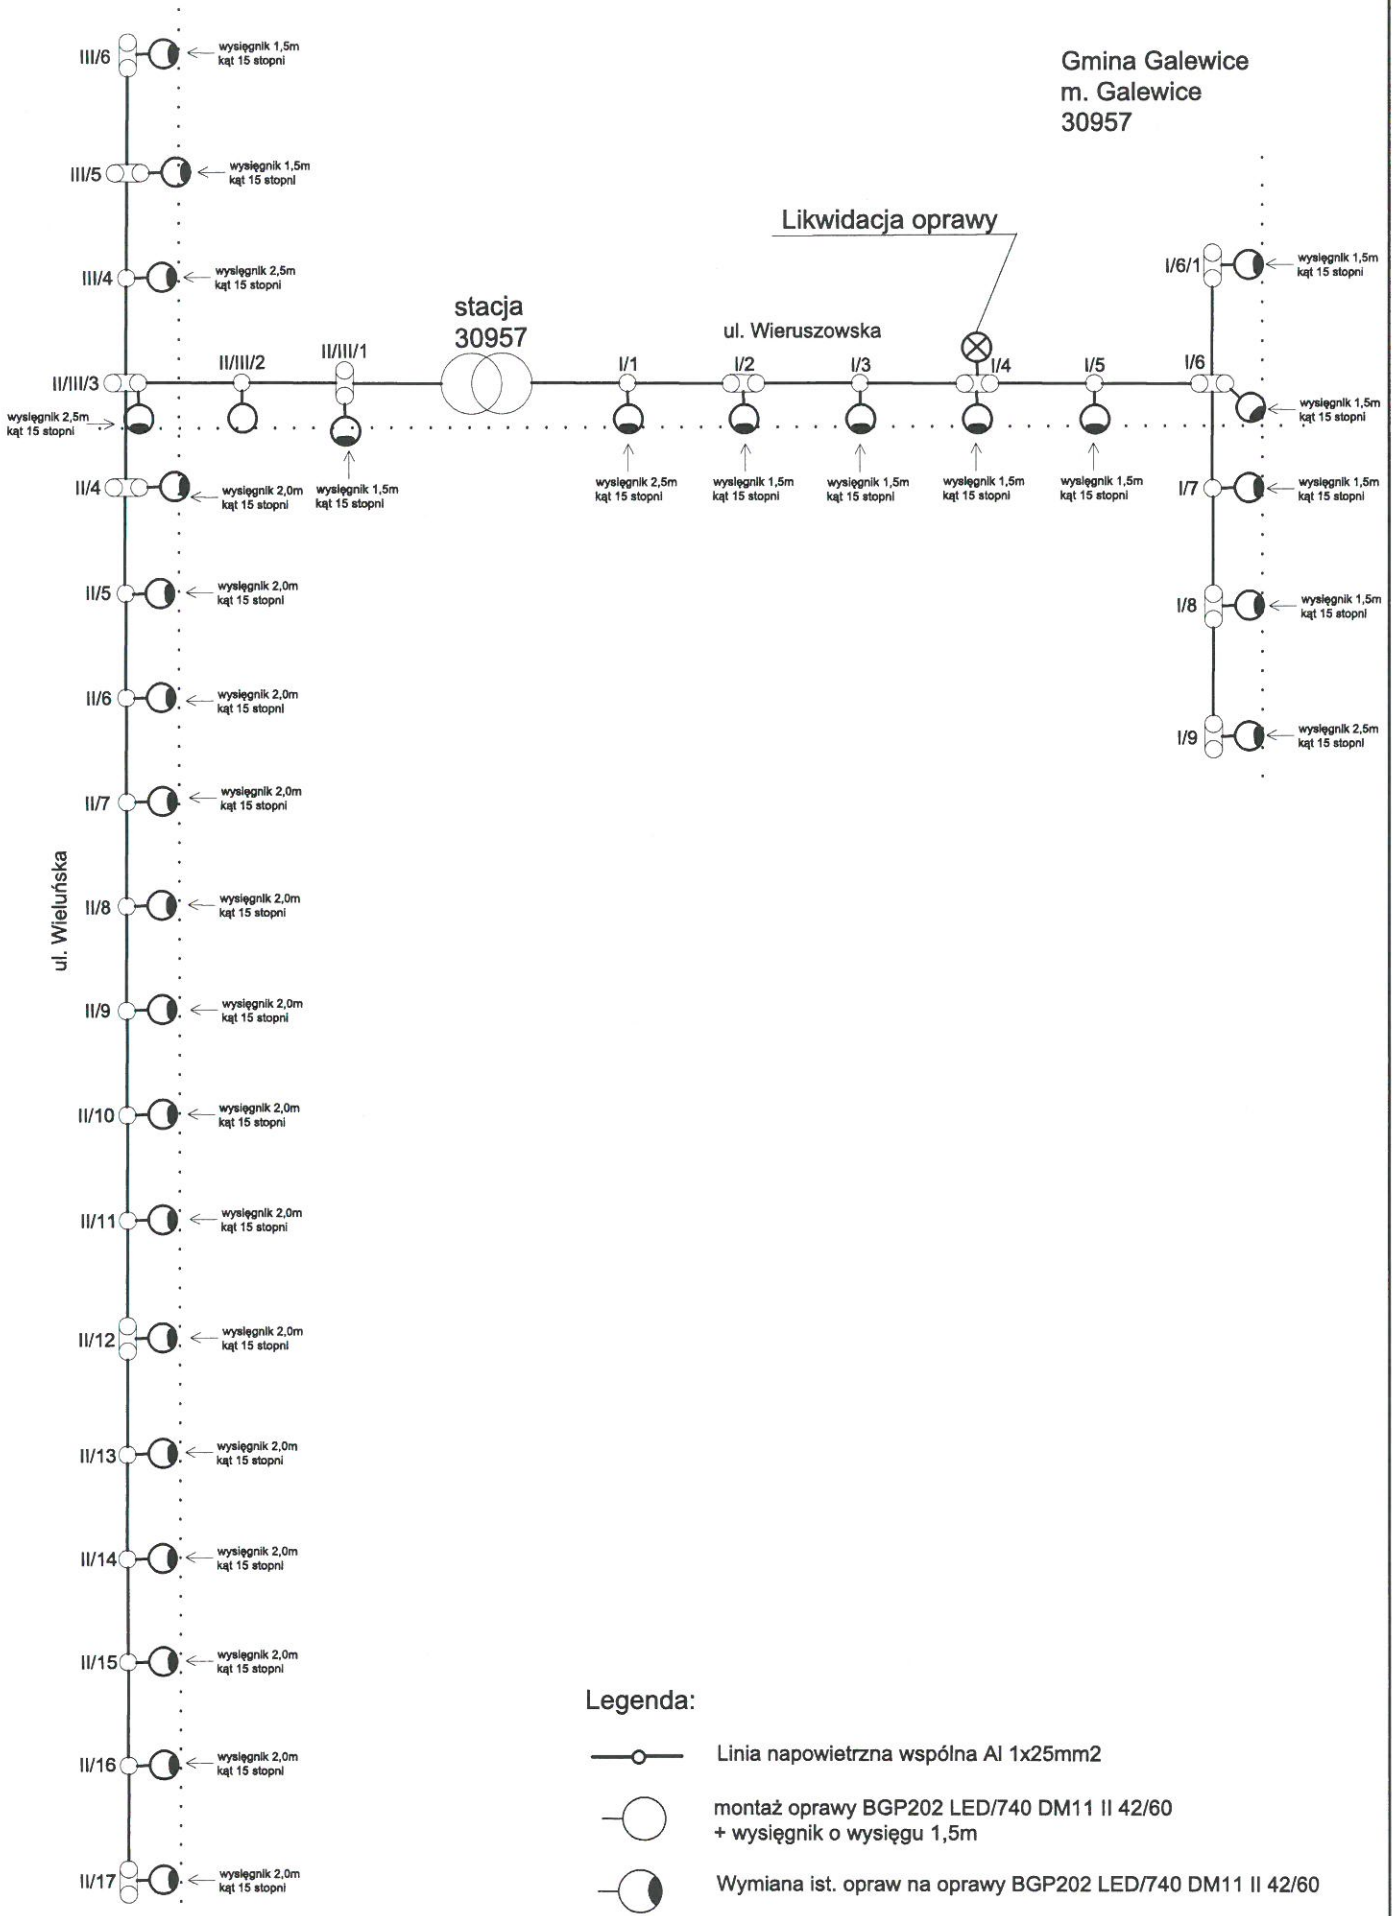 III/6
wysięgnik 1,5m
kąt 15 stopni
Gmina Galewice
m. Galewice
30957
III/5
wysięgnik 1,5m
kąt 15 stopni
Likwidacja oprawy
III/4
wysięgnik 2,5m
kąt 15 stopni
I/6/1
wysięgnik 1,5m
kąt 15 stopni
stacja
30957
ul. Wieruszowska
II/III/3
II/III/2
II/III/1
I/1
I/2
I/3
I/4
I/5
I/6
wysięgnik 2,5m
kąt 15 stopni
wysięgnik 1,5m
kąt 15 stopni
II/4
wysięgnik 2,0m
kąt 15 stopni
wysięgnik 1,5m
kąt 15 stopni
wysięgnik 2,5m
kąt 15 stopni
wysięgnik 1,5m
kąt 15 stopni
wysięgnik 1,5m
kąt 15 stopni
wysięgnik 1,5m
kąt 15 stopni
wysięgnik 1,5m
kąt 15 stopni
I/7
wysięgnik 1,5m
kąt 15 stopni
II/5
wysięgnik 2,0m
kąt 15 stopni
I/8
wysięgnik 1,5m
kąt 15 stopni
II/6
wysięgnik 2,0m
kąt 15 stopni
I/9
wysięgnik 2,5m
kąt 15 stopni
II/7
wysięgnik 2,0m
kąt 15 stopni
ul. Wieluńska
II/8
wysięgnik 2,0m
kąt 15 stopni
II/9
wysięgnik 2,0m
kąt 15 stopni
II/10
wysięgnik 2,0m
kąt 15 stopni
II/11
wysięgnik 2,0m
kąt 15 stopni
II/12
wysięgnik 2,0m
kąt 15 stopni
II/13
wysięgnik 2,0m
kąt 15 stopni
II/14
wysięgnik 2,0m
kąt 15 stopni
II/15
wysięgnik 2,0m
kąt 15 stopni
II/16
wysięgnik 2,0m
kąt 15 stopni
II/17
wysięgnik 2,0m
kąt 15 stopni
Legenda:
Linia napowietrzna wspólna Al 1x25mm2
montaż oprawy BGP202 LED/740 DM11 II 42/60
+ wysięgnik o wysięgu 1,5m
Wymiana ist. opraw na oprawy BGP202 LED/740 DM11 II 42/60